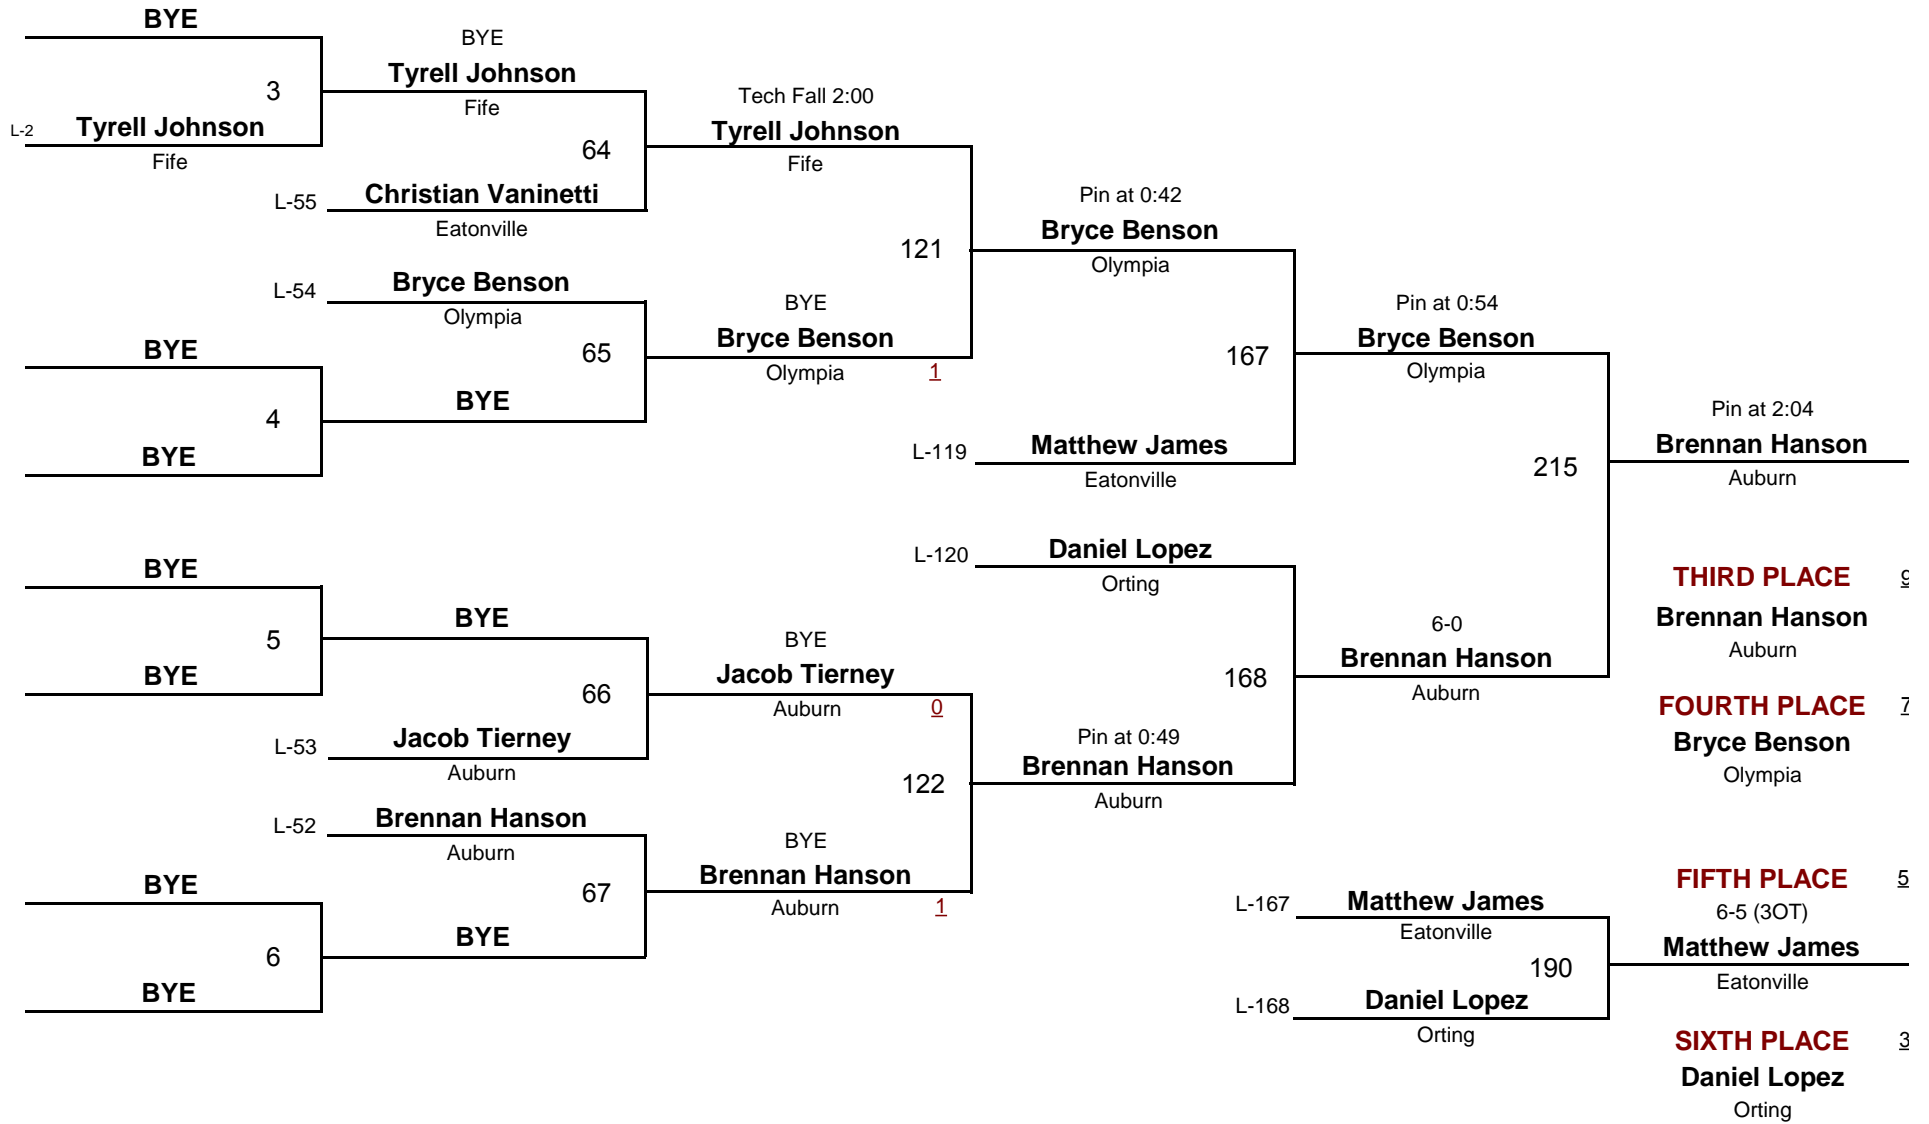 BYE
3
L-2 Tyrell Johnson
Fife
BYE
Tyrell Johnson
Fife
64
L-55 Christian Vaninetti
Eatonville
L-54 Bryce Benson
Olympia
65
BYE
4
BYE
BYE
Tech Fall 2:00
Tyrell Johnson
Fife
121
BYE
Bryce Benson
Olympia 1
Pin at 0:42
Bryce Benson
Olympia
167
L-119 Matthew James
Eatonville
Pin at 0:54
Bryce Benson
Olympia
215
Pin at 2:04
Brennan Hanson
Auburn
BYE
5
BYE
BYE
66
L-53 Jacob Tierney
Auburn
L-52 Brennan Hanson
Auburn
67
BYE
6
BYE
BYE
BYE
Jacob Tierney
Auburn 0
122
BYE
Brennan Hanson
Auburn 1
L-120 Daniel Lopez
Orting
168
Pin at 0:49
Brennan Hanson
Auburn
6-0
Brennan Hanson
Auburn
THIRD PLACE 9
Brennan Hanson
Auburn
FOURTH PLACE 7
Bryce Benson
Olympia
L-167 Matthew James
Eatonville
190
L-168 Daniel Lopez
Orting
FIFTH PLACE 5
6-5 (3OT)
Matthew James
Eatonville
SIXTH PLACE 3
Daniel Lopez
Orting